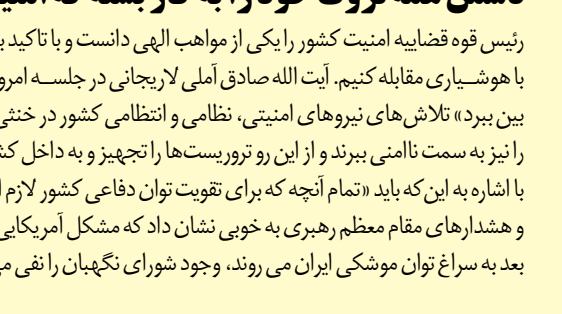 همه ثروت خود را به کار بسته که
رئیس قوه قضاییه امنیت کشور را یکی از مواهب الهی دانست و با تاکید
با هوشیاری مقابله کنیم. آیت الله صادق آملی لاریجانی در جلسه امرو
بین ببرد» تلاش‌های نیروهای امنیتی، نظامی و انتظامی کشور در خنثی
را نیز به سمت ناامنی ببرند و از این رو تروریست‌ها را تجهیز و به داخل کش
با اشاره به این‌که باید «تمام آنچه که برای تقویت توان دفاعی کشور لازم ا
و هشدارهای مقام معظم رهبری به خوبی نشان داد که مشکل آمریکایی
بعد به سراغ توان موشکی ایران می روند، وجود شورای نگهبان را نفی م